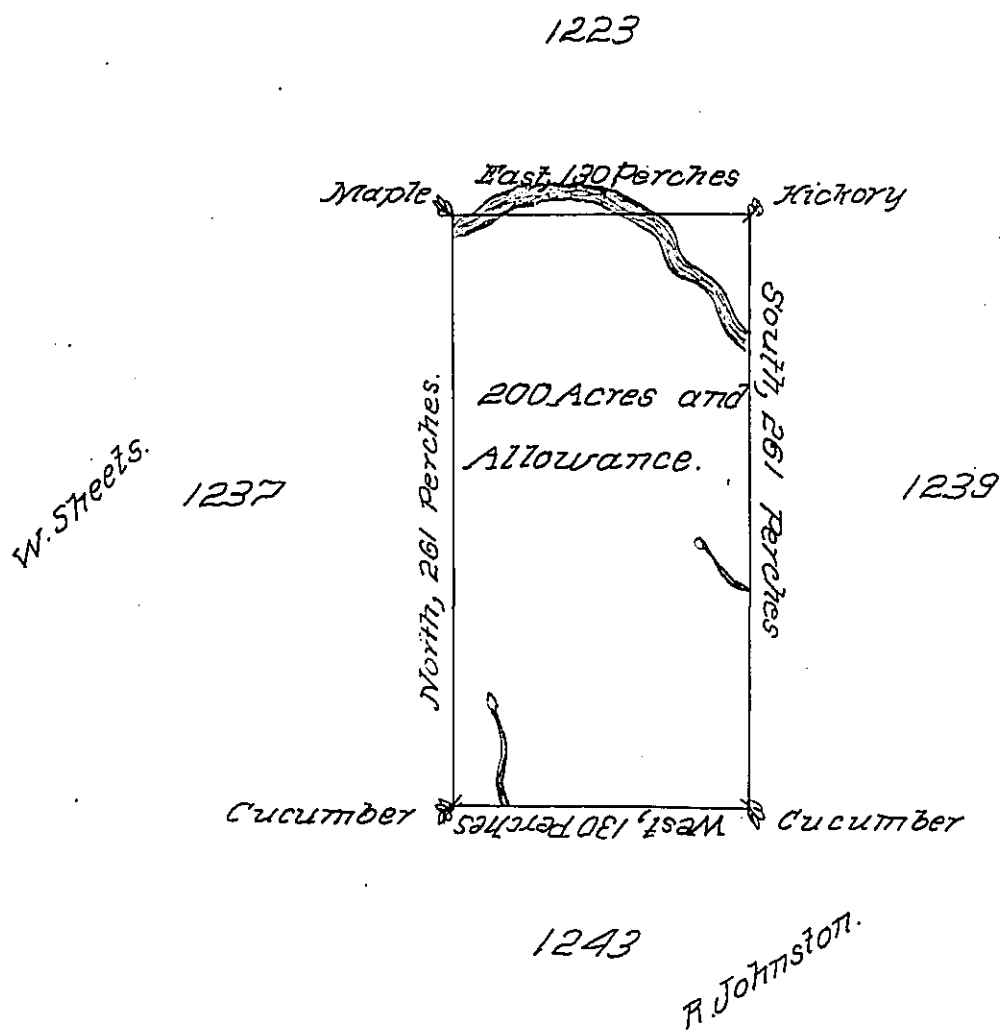 1223
East, 130 Perches
Maple
Hickory
South, 261 Perches
200 Acres and
Allowance.
North, 261 Perches.
W. Sheets.
1237
1239
Cucumber
West, 130 Perches
Cucumber
1243
R. Johnston.